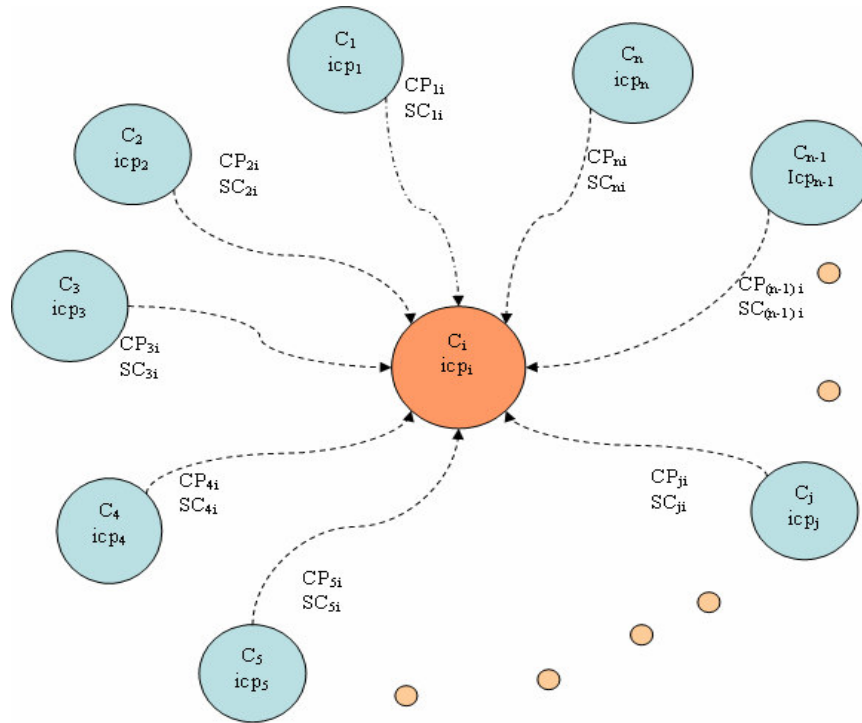 C₁
icp₁
Cₙ
icpₙ
CP₁ᵢ
SC₁ᵢ
C₂
icp₂
CP₂ᵢ
SC₂ᵢ
CPₙᵢ
SCₙᵢ
Cₙ₋₁
Icpₙ₋₁
C₃
icp₃
CP₍ₙ₋₁₎ ᵢ
SC₍ₙ₋₁₎ ᵢ
CP₃ᵢ
SC₃ᵢ
Cᵢ
icpᵢ
C₄
icp₄
CP₄ᵢ
SC₄ᵢ
CPⱼᵢ
SCⱼᵢ
Cⱼ
icpⱼ
CP₅ᵢ
SC₅ᵢ
C₅
icp₅